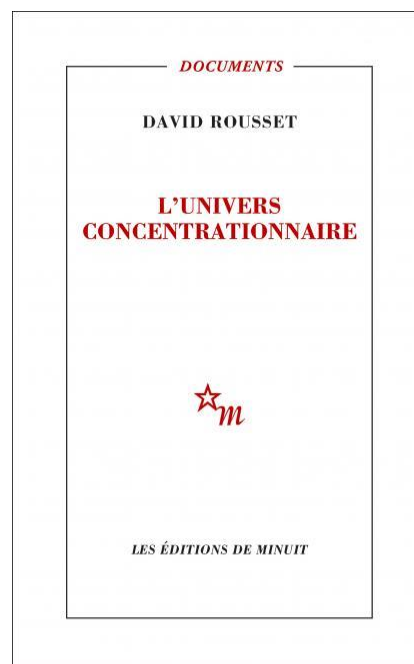 DOCUMENTS
DAVID ROUSSET
L'UNIVERS
CONCENTRATIONNAIRE
m
LES ÉDITIONS DE MINUIT